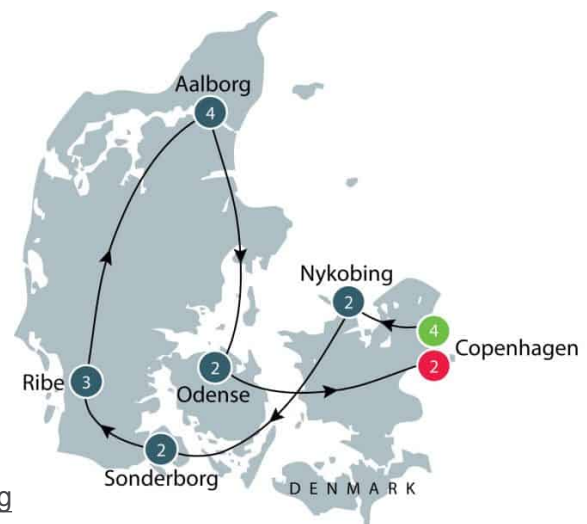 Aalborg
4
Nykobing
2
4
Copenhagen
2
2
Odense
Ribe
3
2
Sonderborg
DENMARK
g